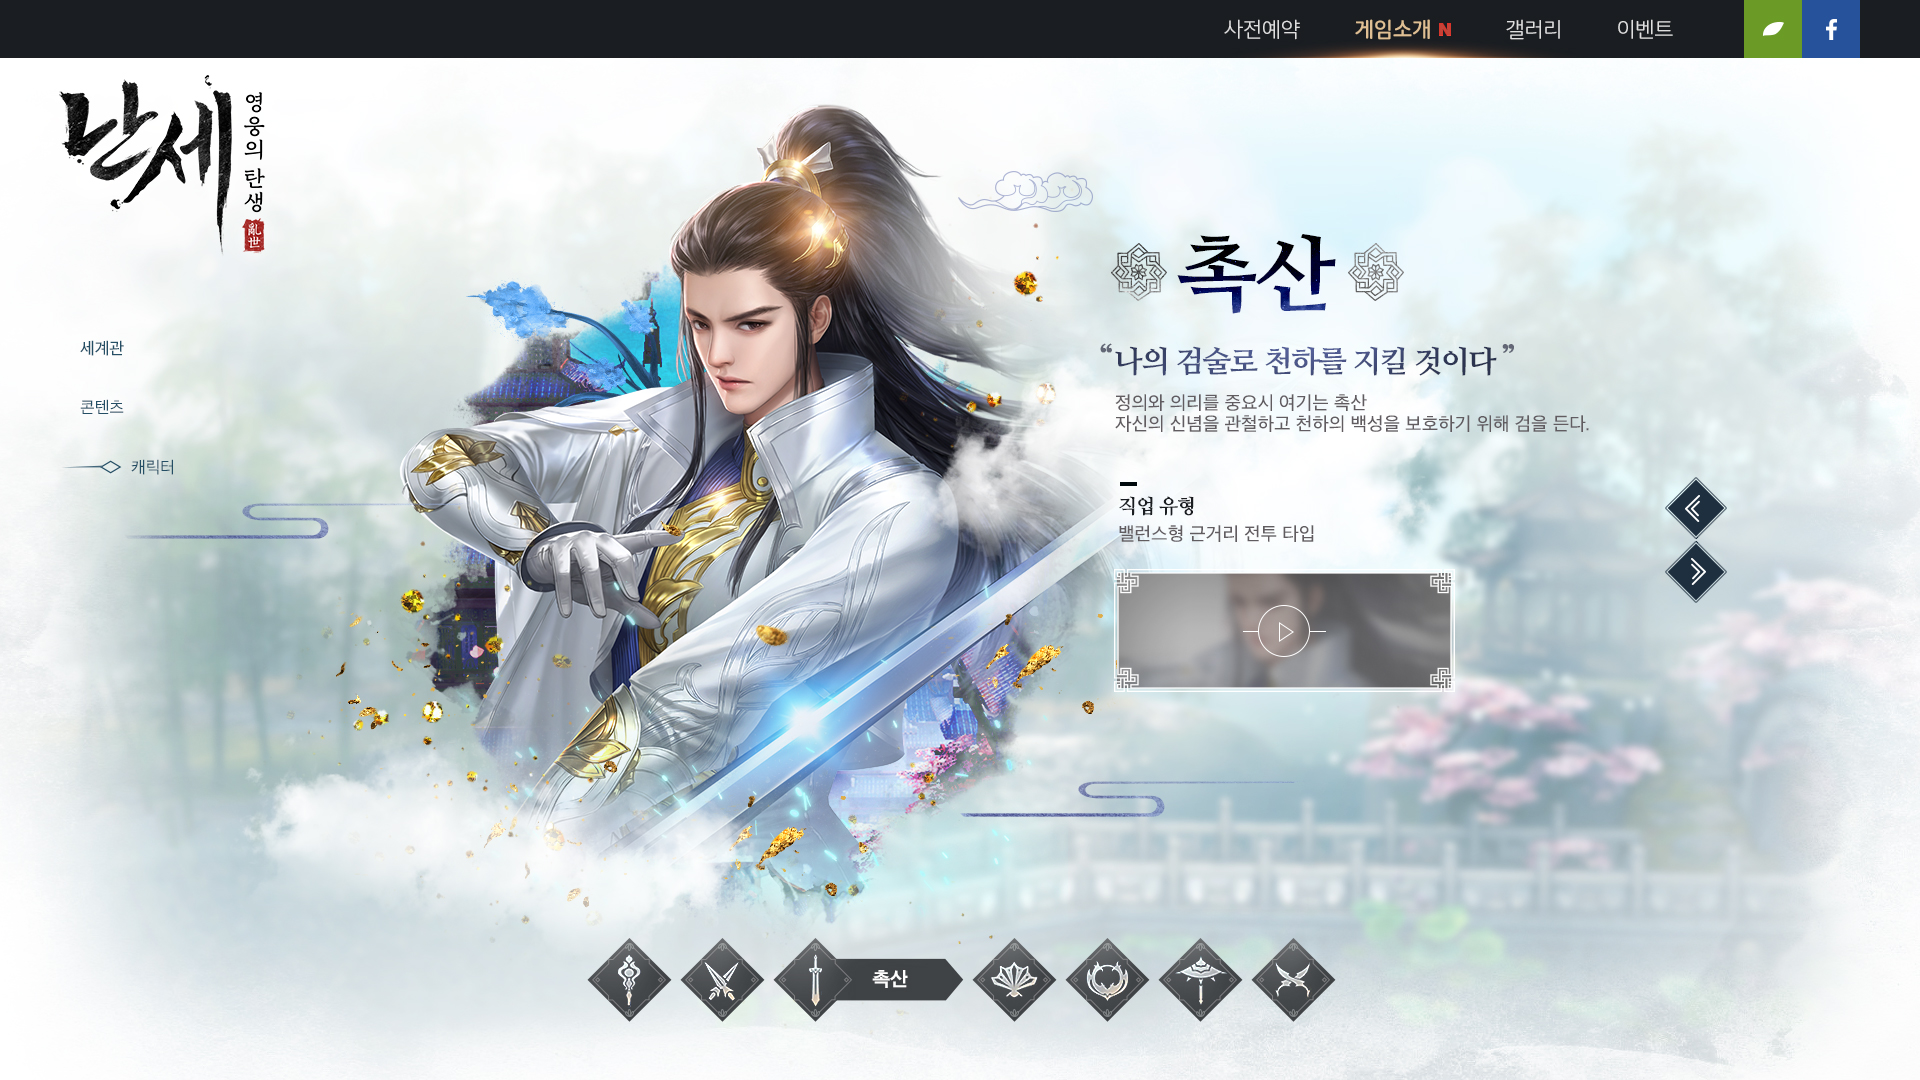 사전예약
게임소개 N
갤러리
이벤트
f
난세
영웅의 탄생
亂世
세계관
콘텐츠
캐릭터
촉산
“나의 검술로 천하를 지킬 것이다”
정의와 의리를 중요시 여기는 촉산
자신의 신념을 관철하고 천하의 백성을 보호하기 위해 검을 든다.
직업 유형
밸런스형 근거리 전투 타입
촉산